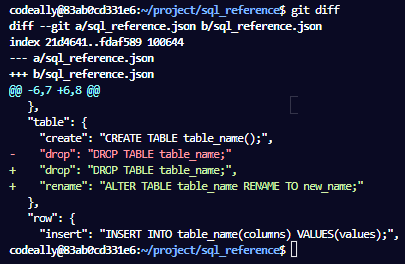 codeally@83ab0cd331e6:~/project/sql_reference$ git diff
diff --git a/sql_reference.json b/sql_reference.json
index 21d4641..fdaf589 100644
--- a/sql_reference.json
+++ b/sql_reference.json
@@ -6,7 +6,8 @@
   },
   "table": {
     "create": "CREATE TABLE table_name();",
-    "drop": "DROP TABLE table_name;"
+    "drop": "DROP TABLE table_name;",
+    "rename": "ALTER TABLE table_name RENAME TO new_name;"
   },
   "row": {
     "insert": "INSERT INTO table_name(columns) VALUES(values);",
codeally@83ab0cd331e6:~/project/sql_reference$